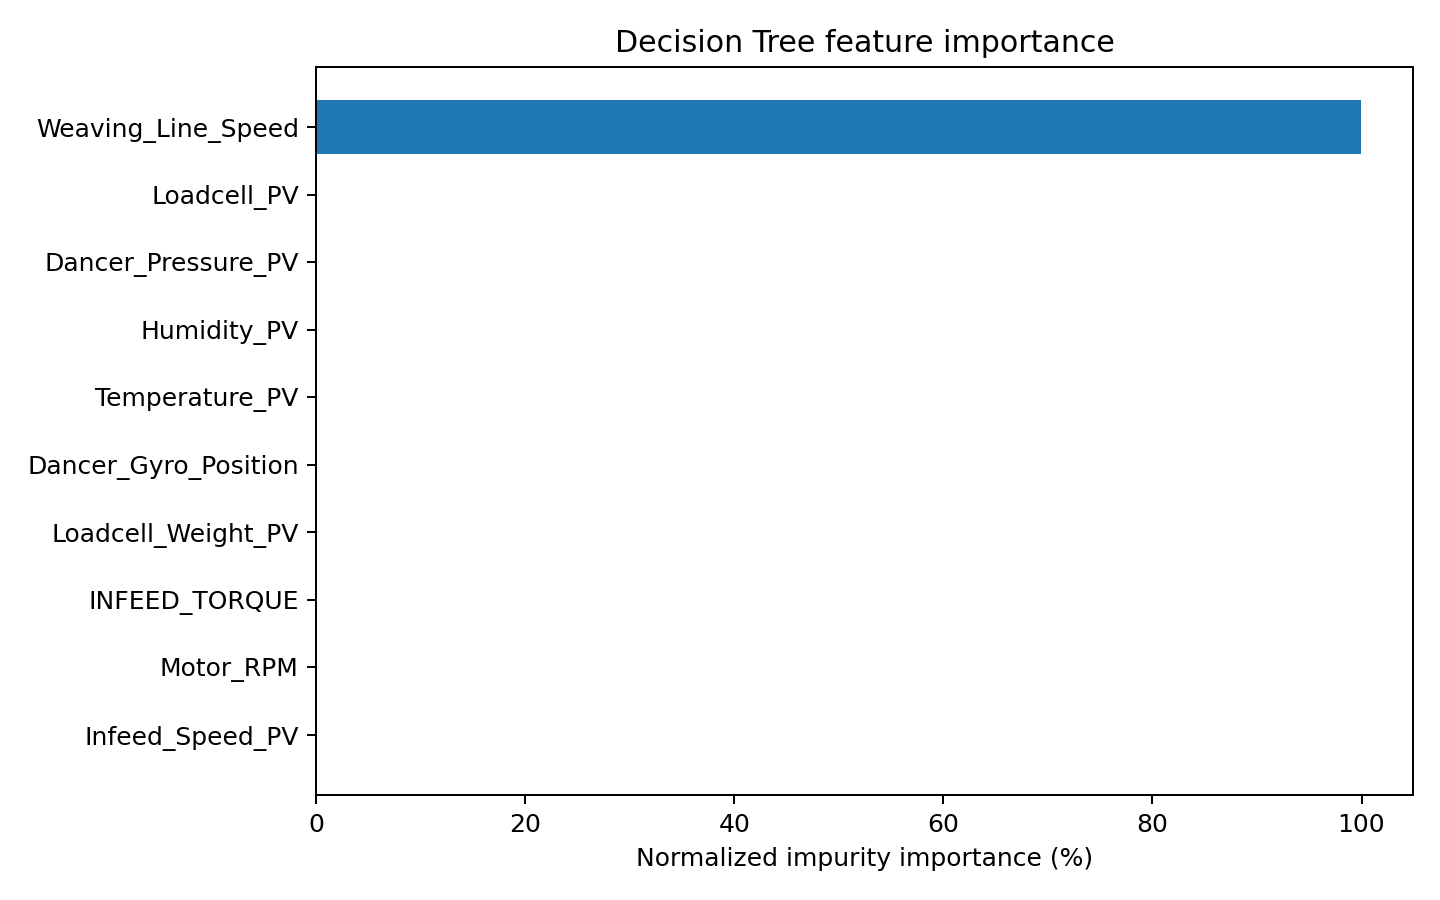 Decision Tree feature importance
Weaving_Line_Speed
Loadcell_PV
Dancer_Pressure_PV
Humidity_PV
Temperature_PV
Dancer_Gyro_Position
Loadcell_Weight_PV
INFEED_TORQUE
Motor_RPM
Infeed_Speed_PV
0 20 40 60 80 100
Normalized impurity importance (%)